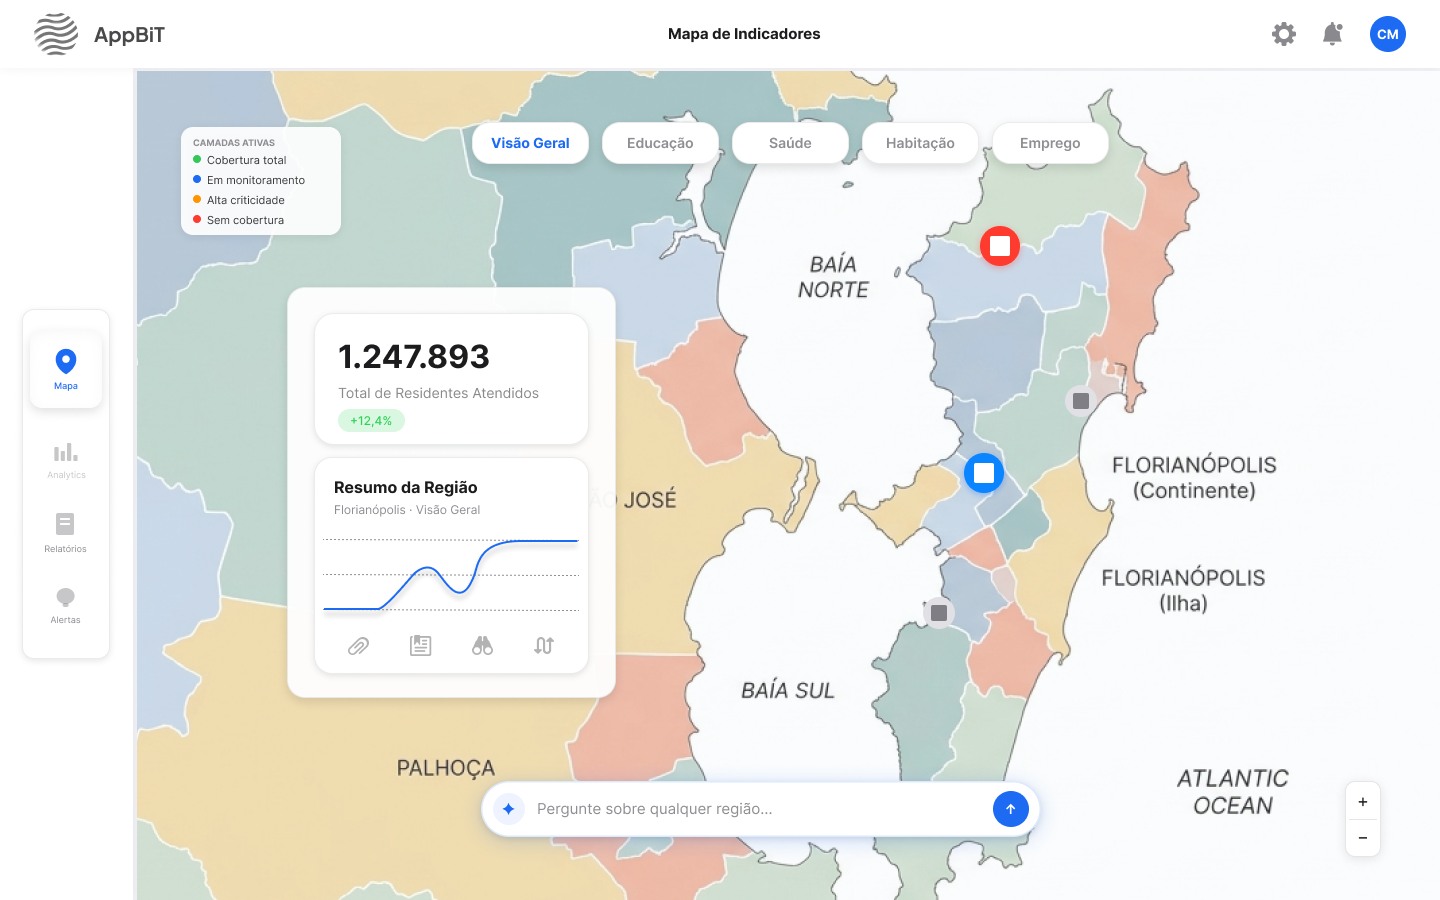 AppBiT
Mapa de Indicadores
CM
CAMADAS ATIVAS
Cobertura total
Em monitoramento
Alta criticidade
Sem cobertura
Visão Geral
Educação
Saúde
Habitação
Emprego
BAÍA
NORTE
Mapa
Analytics
Relatórios
Alertas
1.247.893
Total de Residentes Atendidos
+12,4%
Resumo da Região
Florianópolis · Visão Geral
ÃO JOSÉ
FLORIANÓPOLIS
(Continente)
FLORIANÓPOLIS
(Ilha)
BAÍA SUL
PALHOÇA
ATLANTIC
OCEAN
Pergunte sobre qualquer região...
+
−